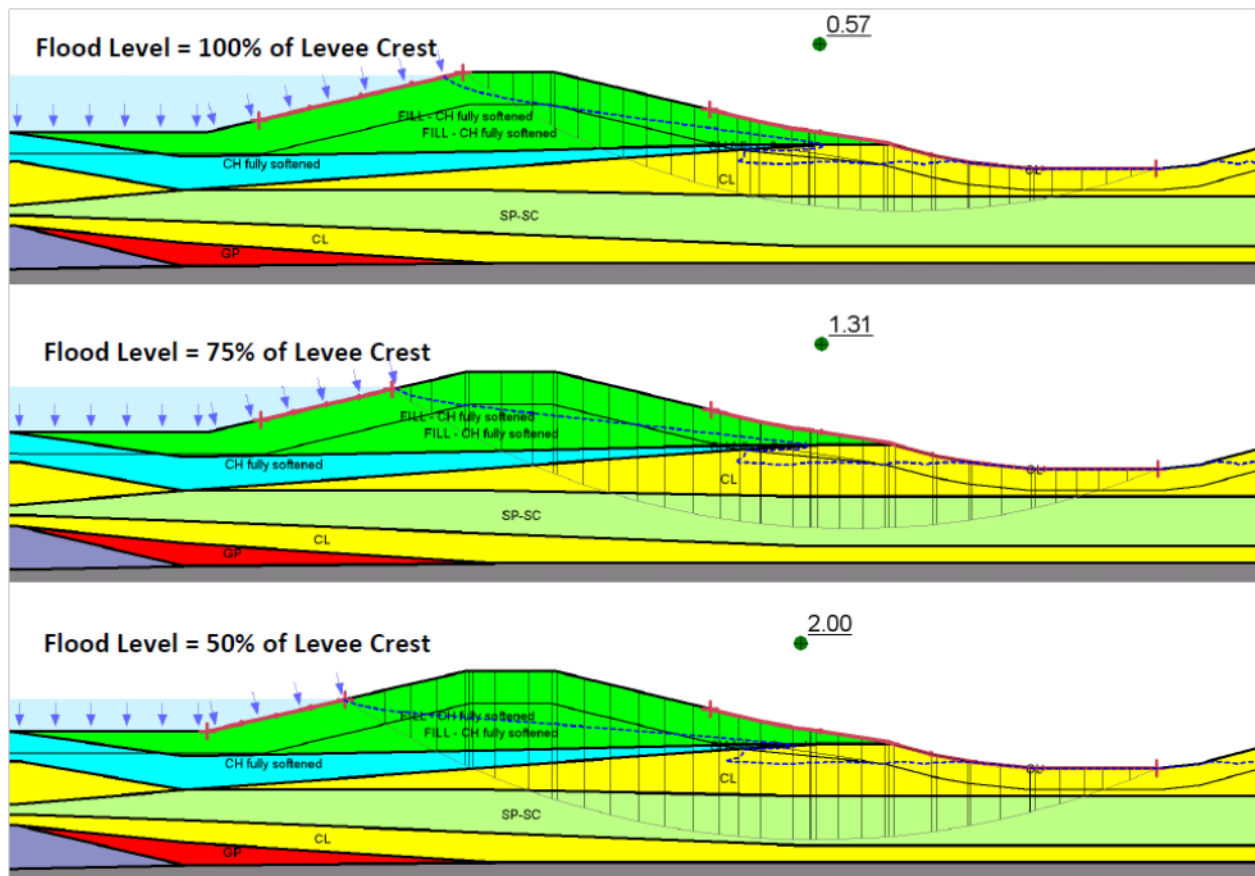 Flood Level = 100% of Levee Crest
0.57
FILL - CH fully softened
FILL - CH fully softened
CH fully softened
CL
CL
SP-SC
CL
GP
Flood Level = 75% of Levee Crest
1.31
FILL - CH fully softened
FILL - CH fully softened
CH fully softened
CL
CL
SP-SC
CL
GP
Flood Level = 50% of Levee Crest
2.00
FILL - CH fully softened
FILL - CH fully softened
CH fully softened
CL
CL
SP-SC
CL
GP